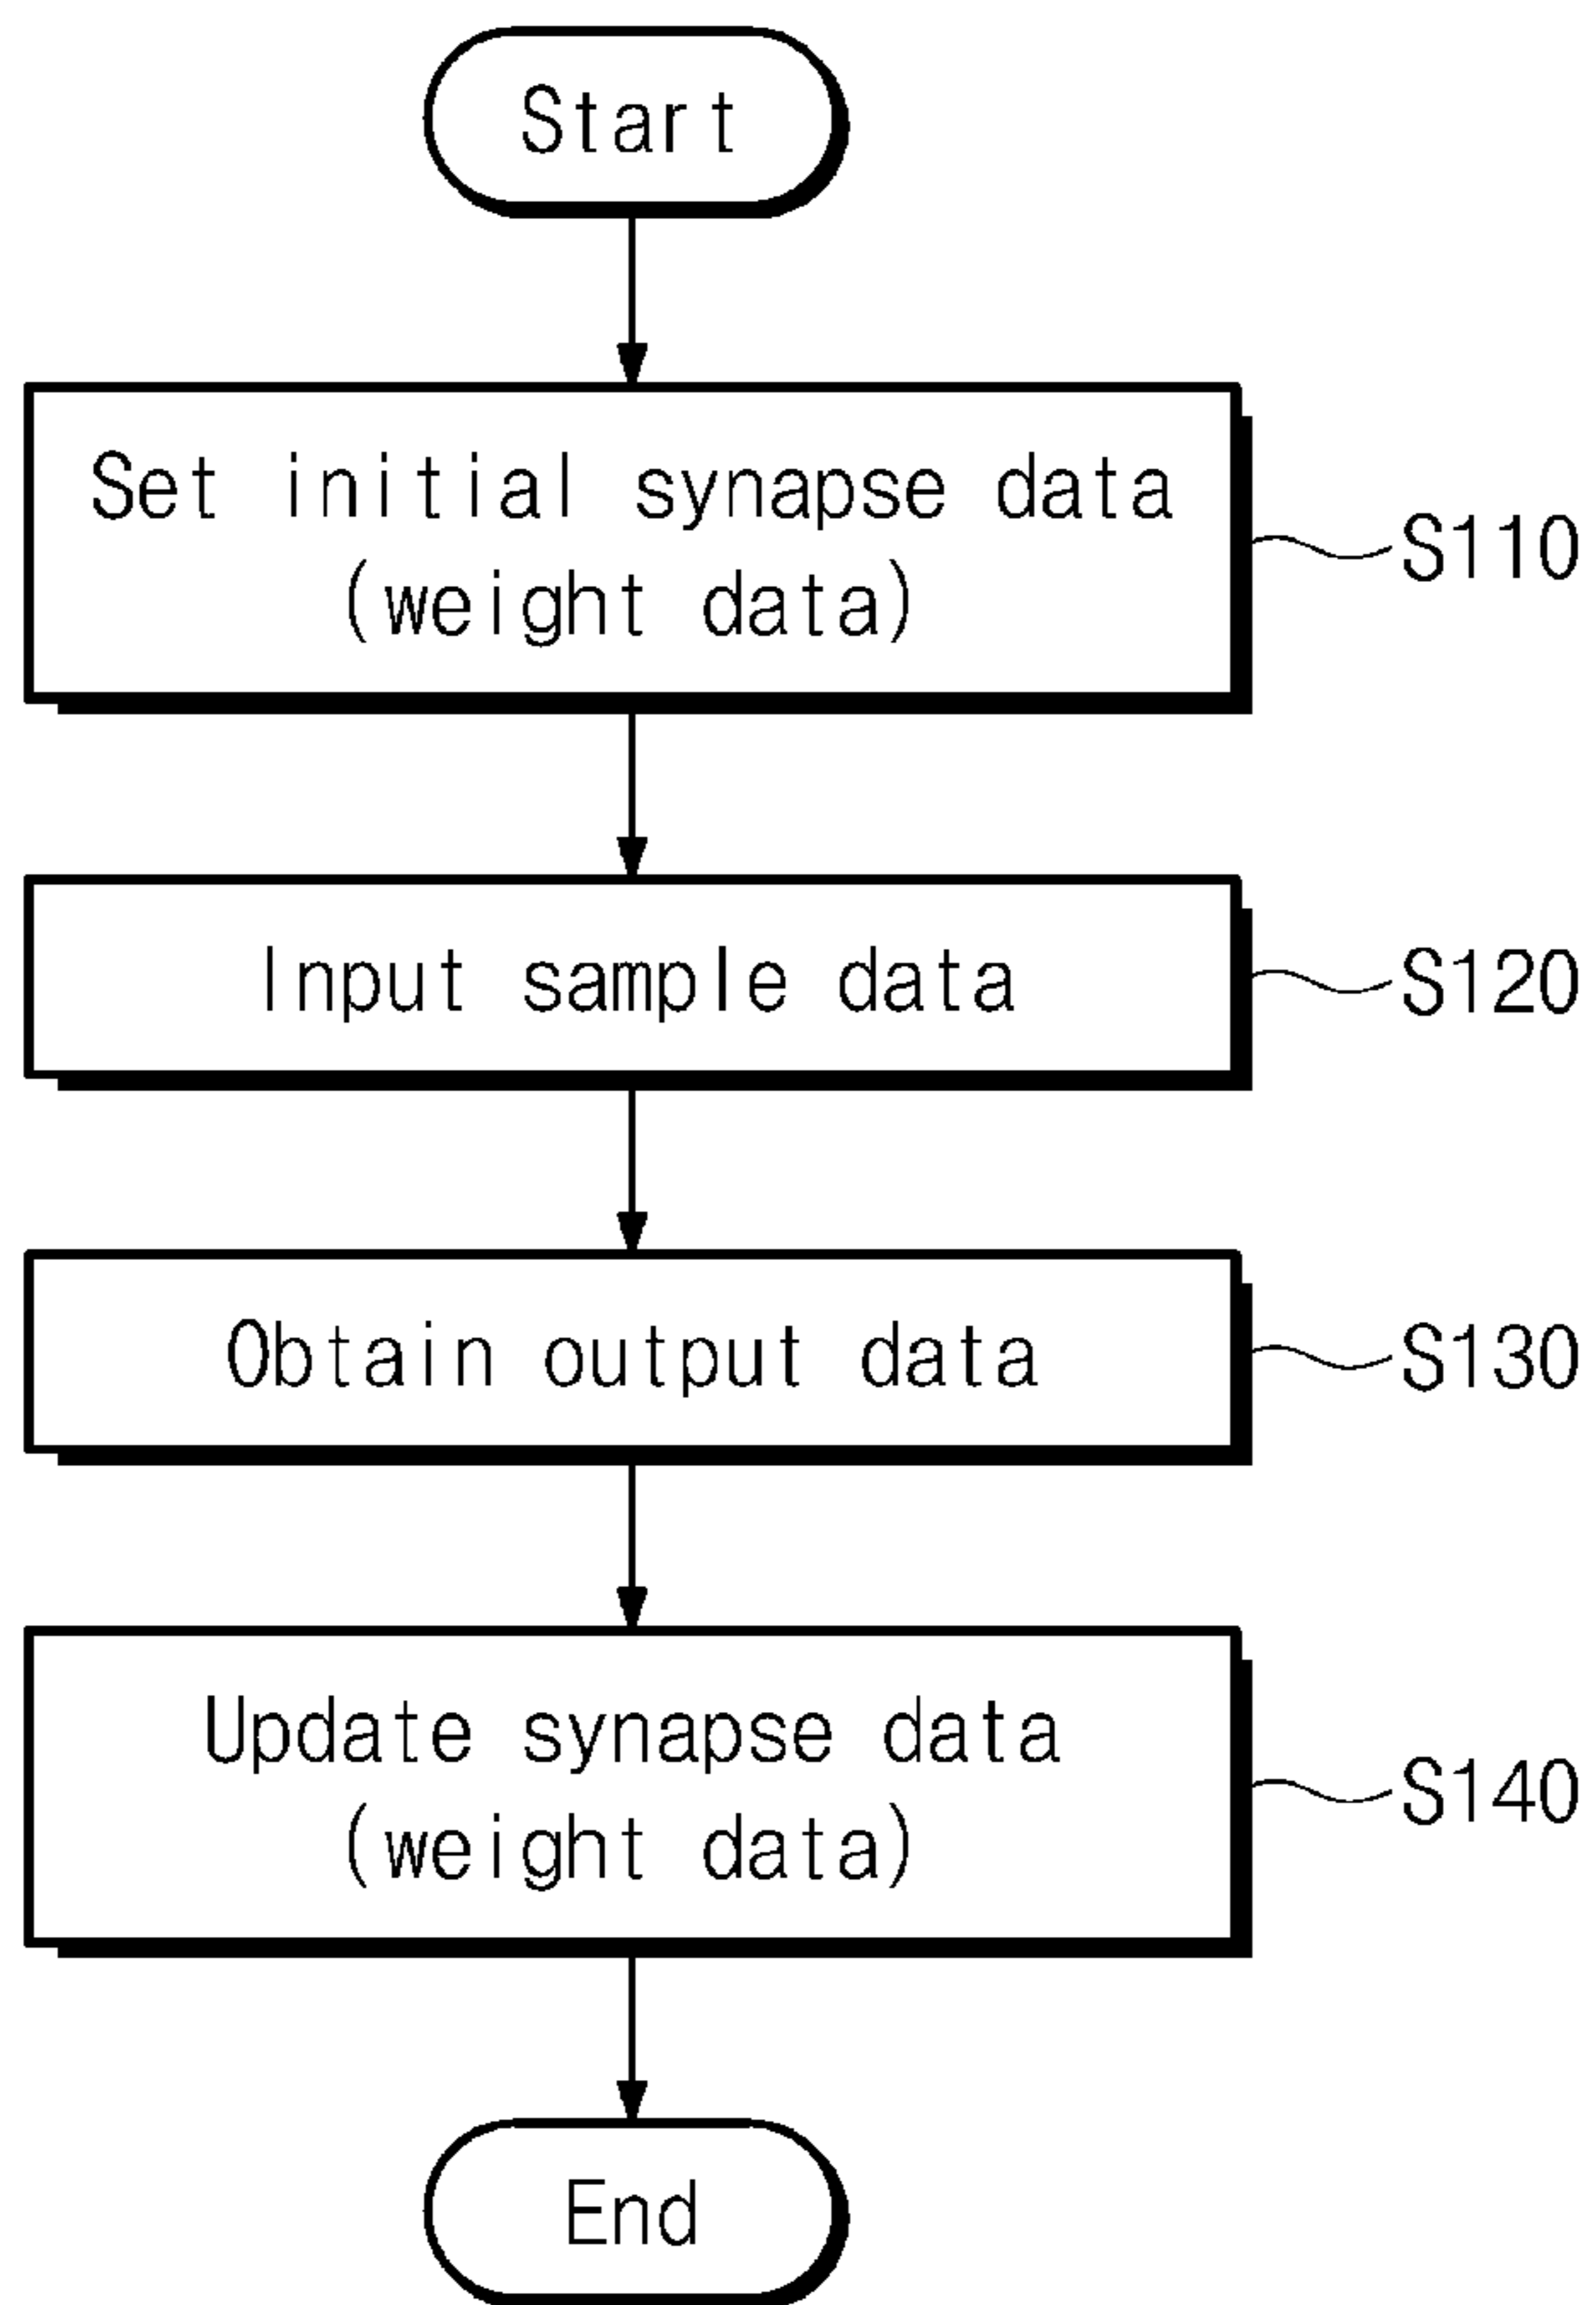 Start
Set initial synapse data
(weight data)
S110
Input sample data
S120
Obtain output data
S130
Update synapse data
(weight data)
S140
End